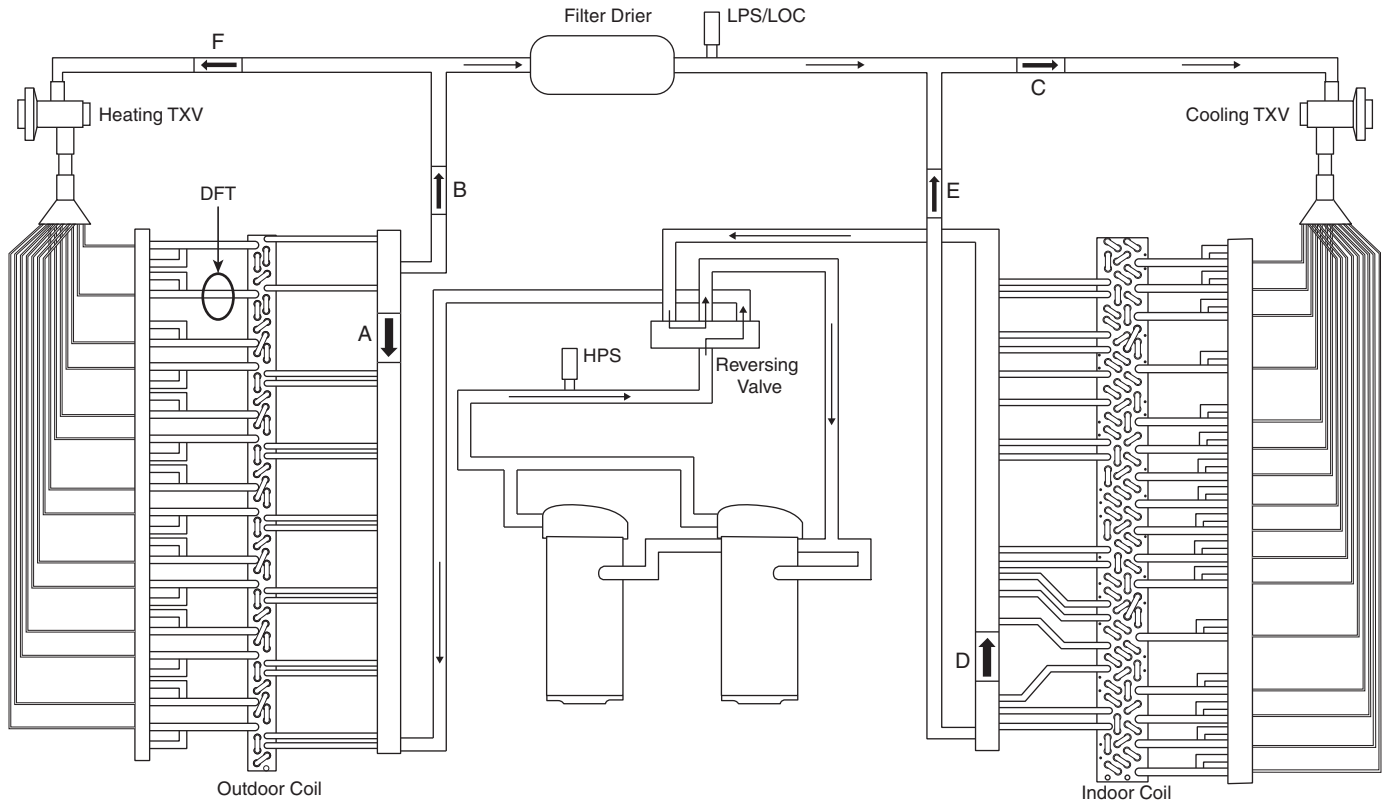 Filter Drier
LPS/LOC
F
C
Heating TXV
Cooling TXV
B
E
DFT
A
HPS
Reversing
Valve
D
Outdoor Coil
Indoor Coil